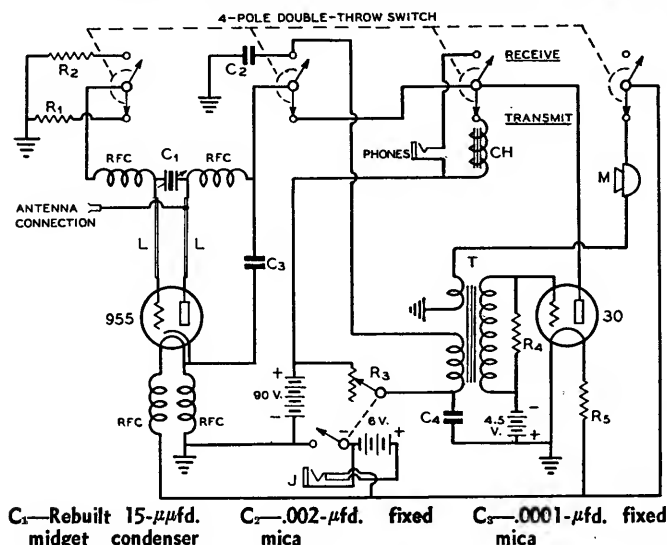 4-POLE DOUBLE-THROW SWITCH
R2
C2
RECEIVE
R1
TRANSMIT
RFC
C1
RFC
PHONES
CH
M
ANTENNA
CONNECTION
L
L
T
C3
955
30
R4
R3
90 V.
+
-
RFC
RFC
6 V.
- +
C4
4.5
V.
-
+
R5
J
C₁—Rebuilt 15-μμfd. midget condenser
C₂—.002-μfd. fixed mica
C₃—.0001-μfd. fixed mica